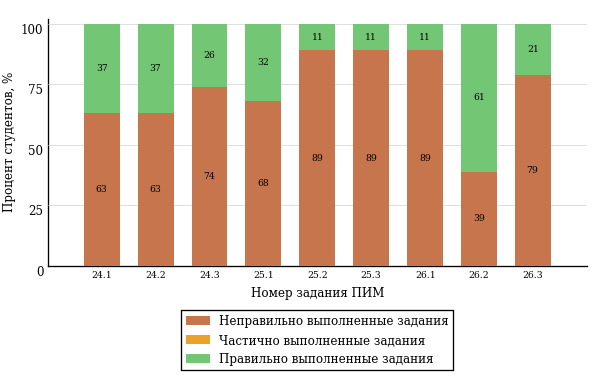 Процент студентов, %
100
75
50
25
0
37 37 26 32 11 11 11 61 21
63 63 74 68 89 89 89 39 79
24.1 24.2 24.3 25.1 25.2 25.3 26.1 26.2 26.3
Номер задания ПИМ
Неправильно выполненные задания
Частично выполненные задания
Правильно выполненные задания